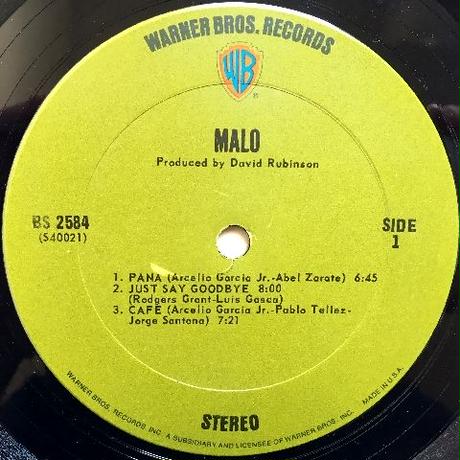 WARNER BROS. RECORDS
WB
®
MALO
Produced by David Rubinson
BS 2584
(S40021)
SIDE
1
1. PANA (Arcelio Garcia Jr.-Abel Zarate) 6:45
2. JUST SAY GOODBYE 8:00
(Rodgers Grant-Luis Gasca)
3. CAFÉ (Arcelio Garcia Jr.-Pablo Tellez-
Jorge Santana) 7:21
STEREO
WARNER BROS. RECORDS INC. A SUBSIDIARY AND LICENSEE OF WARNER BROS. INC. MADE IN U.S.A.